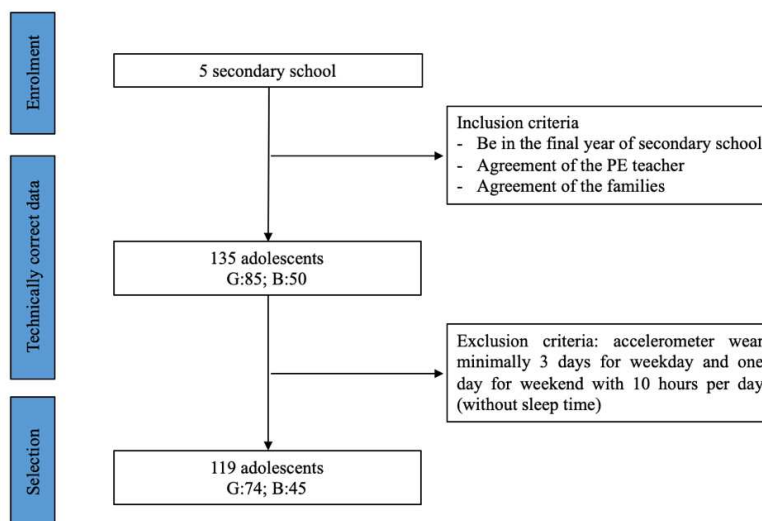 Enrolment
5 secondary school
Inclusion criteria
- Be in the final year of secondary school
- Agreement of the PE teacher
- Agreement of the families
Technically correct data
135 adolescents
G:85; B:50
Exclusion criteria: accelerometer wear
minimally 3 days for weekday and one
day for weekend with 10 hours per day
(without sleep time)
Selection
119 adolescents
G:74; B:45